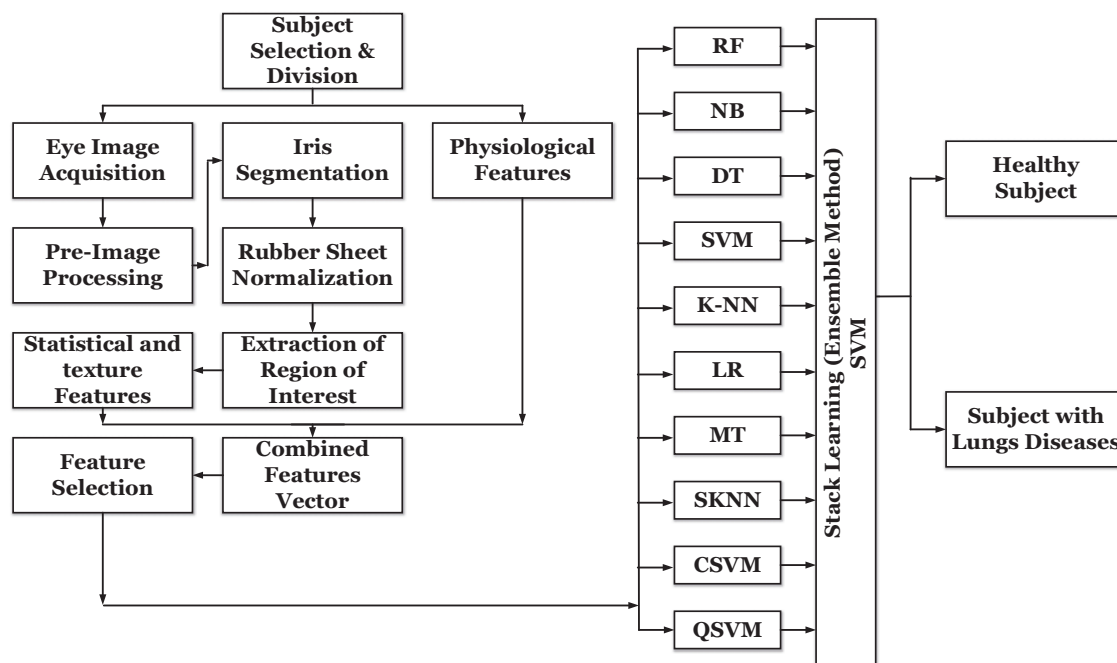 Subject
Selection &
Division
Eye Image
Acquisition
Iris
Segmentation
Physiological
Features
Pre-Image
Processing
Rubber Sheet
Normalization
Statistical and
texture
Features
Extraction of
Region of
Interest
Feature
Selection
Combined
Features
Vector
RF
NB
DT
SVM
K-NN
LR
MT
SKNN
CSVM
QSVM
Stack Learning (Ensemble Method)
SVM
Healthy
Subject
Subject with
Lungs Diseases